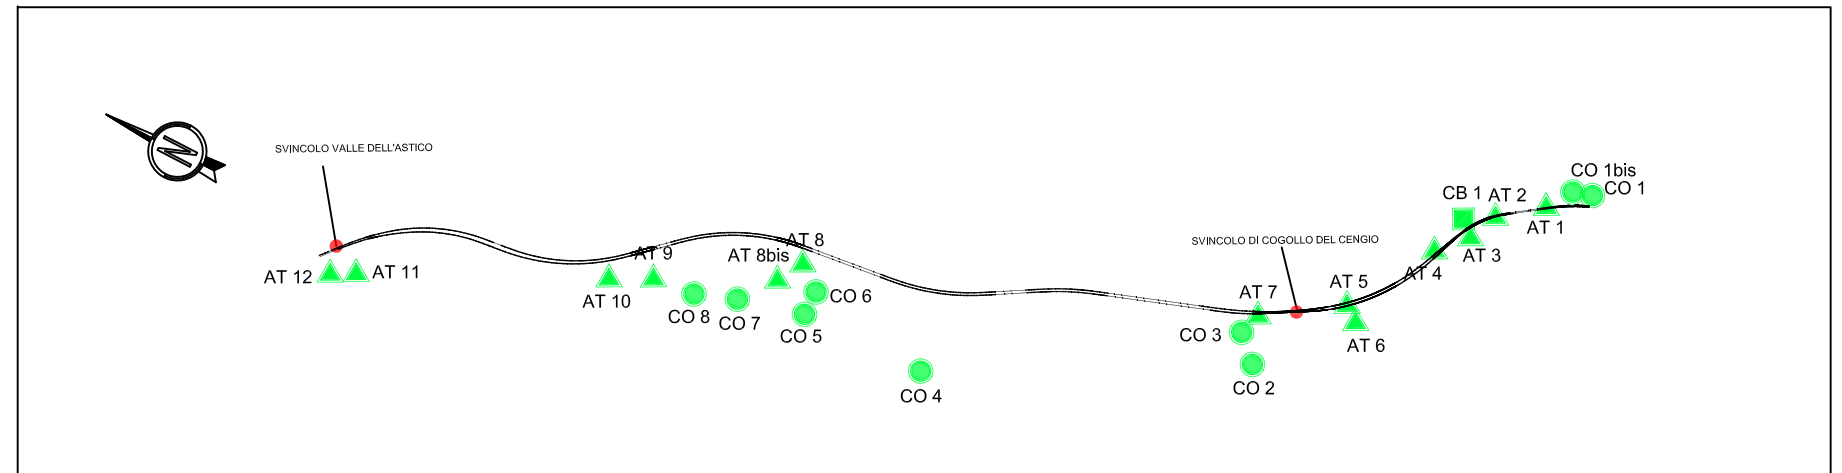 N
SVINCOLO VALLE DELL'ASTICO
AT 12
AT 11
AT 10
AT 9
CO 8
CO 7
AT 8bis
AT 8
CO 6
CO 5
CO 4
SVINCOLO DI COGOLLO DEL CENGIO
AT 7
CO 3
CO 2
AT 5
AT 6
AT 4
CB 1
AT 3
AT 2
AT 1
CO 1bis
CO 1